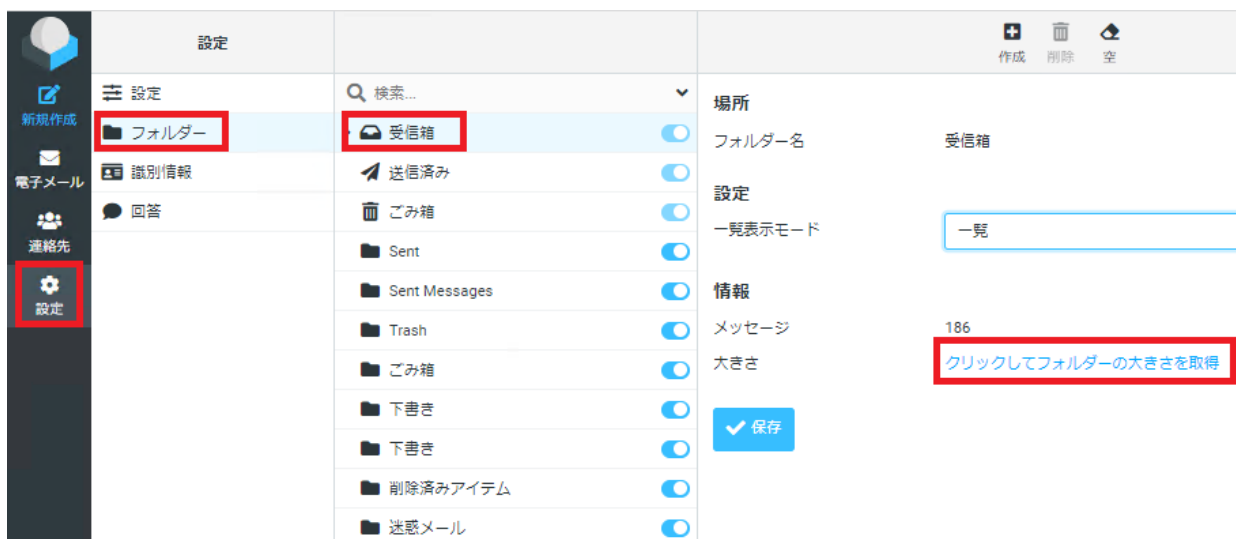 新規作成
電子メール
連絡先
設定
設定
設定
フォルダー
識別情報
回答
検索...
受信箱
送信済み
ごみ箱
Sent
Sent Messages
Trash
ごみ箱
下書き
下書き
削除済みアイテム
迷惑メール
作成 削除 空
場所
フォルダー名 受信箱
設定
一覧表示モード 一覧
情報
メッセージ 186
大きさ クリックしてフォルダーの大きさを取得
保存